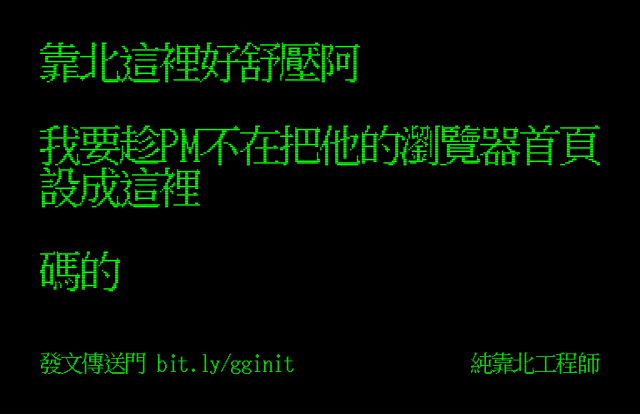 靠北這裡好舒壓阿
我要趁PM不在把他的瀏覽器首頁
設成這裡
碼的
發文傳送門 bit.ly/gginit
純靠北工程師